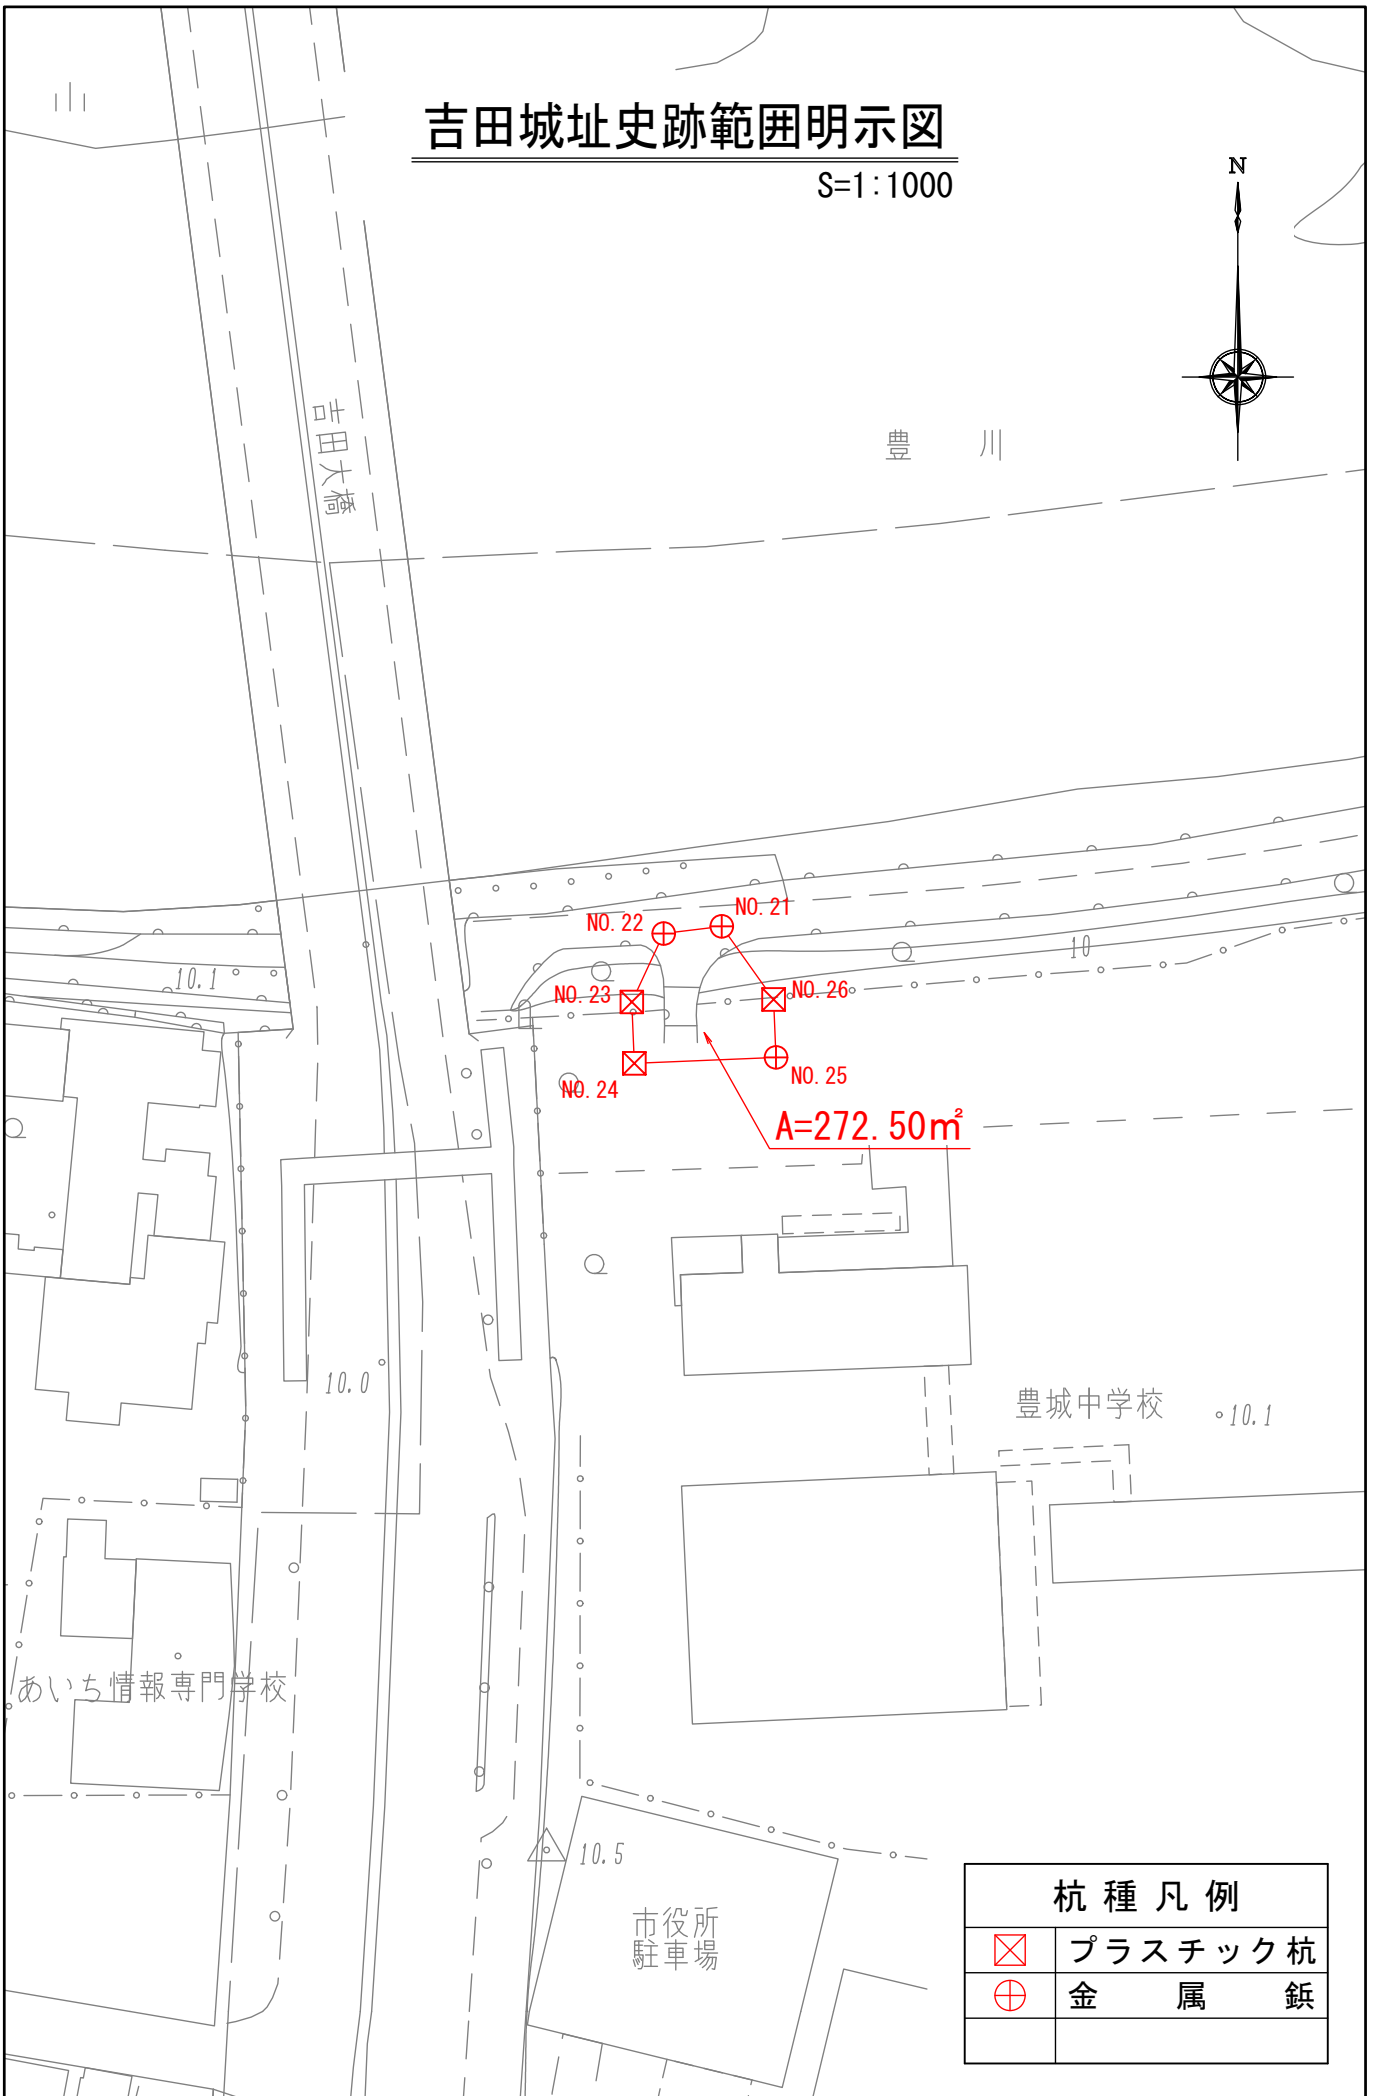 吉田城址史跡範囲明示図
S=1:1000
N
吉田大橋
豊川
NO.22
NO.21
10.1
10
NO.23
NO.26
NO.24
NO.25
A=272.50㎡
10.0
豊城中学校
10.1
あいち情報専門学校
10.5
市役所
駐車場
杭種凡例
プラスチック杭
金属鋲